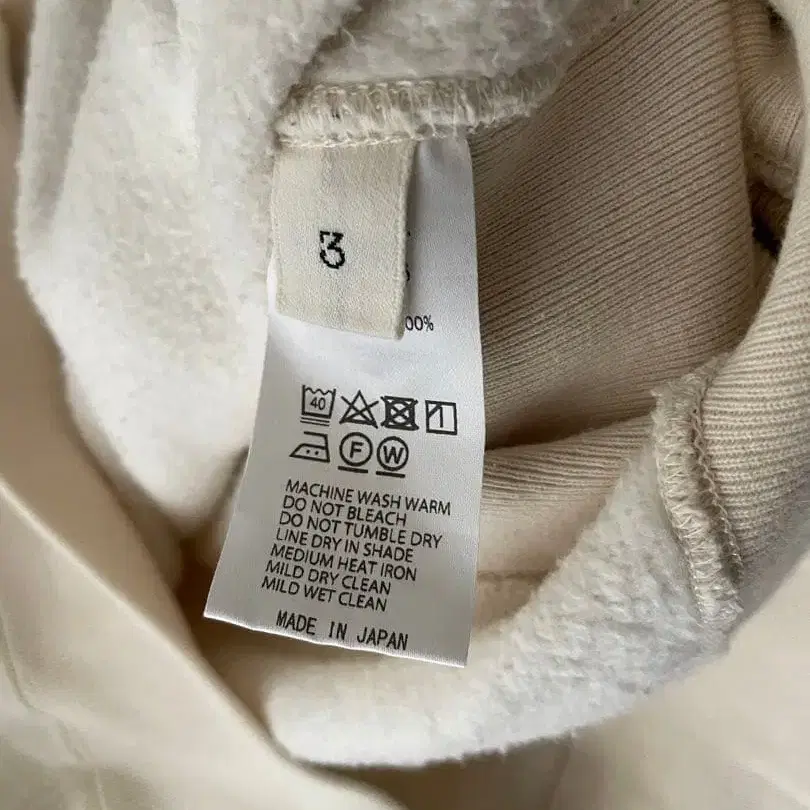 3
00%
40
F W
MACHINE WASH WARM
DO NOT BLEACH
DO NOT TUMBLE DRY
LINE DRY IN SHADE
MEDIUM HEAT IRON
MILD DRY CLEAN
MILD WET CLEAN
MADE IN JAPAN